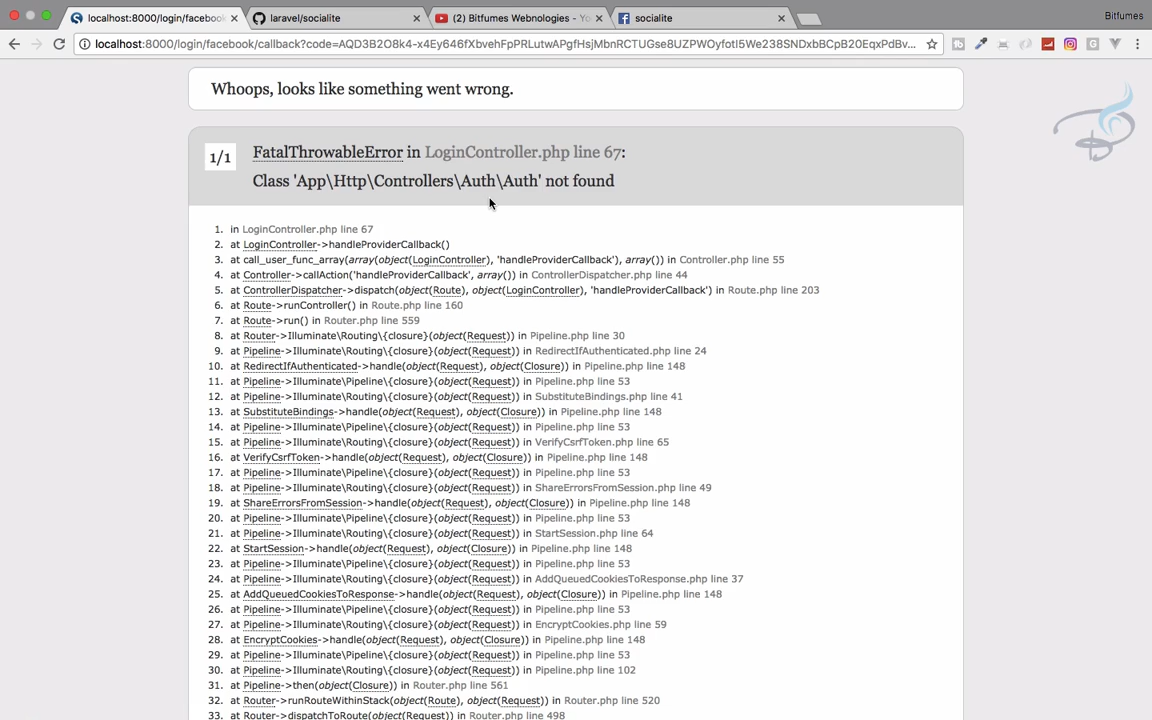 localhost:8000/login/facebook
laravel/socialite
(2) Bitfumes Webnologies - Yo
socialite
Bitfumes
localhost:8000/login/facebook/callback?code=AQD3B2O8k4-x4Ey646fXbvehFpPRLutwAPgfHsjMbnRCTUGse8UZPWOyfotI5We238SNDxbBCpB20EqxPdBv...
Whoops, looks like something went wrong.
1/1
FatalThrowableError in LoginController.php line 67:
Class 'App\Http\Controllers\Auth\Auth' not found
1. in LoginController.php line 67
2. at LoginController->handleProviderCallback()
3. at call_user_func_array(array(object(LoginController), 'handleProviderCallback'), array()) in Controller.php line 55
4. at Controller->callAction('handleProviderCallback', array()) in ControllerDispatcher.php line 44
5. at ControllerDispatcher->dispatch(object(Route), object(LoginController), 'handleProviderCallback') in Route.php line 203
6. at Route->runController() in Route.php line 160
7. at Route->run() in Router.php line 559
8. at Router->Illuminate\Routing\{closure}(object(Request)) in Pipeline.php line 30
9. at Pipeline->Illuminate\Routing\{closure}(object(Request)) in RedirectIfAuthenticated.php line 24
10. at RedirectIfAuthenticated->handle(object(Request), object(Closure)) in Pipeline.php line 148
11. at Pipeline->Illuminate\Pipeline\{closure}(object(Request)) in Pipeline.php line 53
12. at Pipeline->Illuminate\Routing\{closure}(object(Request)) in SubstituteBindings.php line 41
13. at SubstituteBindings->handle(object(Request), object(Closure)) in Pipeline.php line 148
14. at Pipeline->Illuminate\Pipeline\{closure}(object(Request)) in Pipeline.php line 53
15. at Pipeline->Illuminate\Routing\{closure}(object(Request)) in VerifyCsrfToken.php line 65
16. at VerifyCsrfToken->handle(object(Request), object(Closure)) in Pipeline.php line 148
17. at Pipeline->Illuminate\Pipeline\{closure}(object(Request)) in Pipeline.php line 53
18. at Pipeline->Illuminate\Routing\{closure}(object(Request)) in ShareErrorsFromSession.php line 49
19. at ShareErrorsFromSession->handle(object(Request), object(Closure)) in Pipeline.php line 148
20. at Pipeline->Illuminate\Pipeline\{closure}(object(Request)) in Pipeline.php line 53
21. at Pipeline->Illuminate\Routing\{closure}(object(Request)) in StartSession.php line 64
22. at StartSession->handle(object(Request), object(Closure)) in Pipeline.php line 148
23. at Pipeline->Illuminate\Pipeline\{closure}(object(Request)) in Pipeline.php line 53
24. at Pipeline->Illuminate\Routing\{closure}(object(Request)) in AddQueuedCookiesToResponse.php line 37
25. at AddQueuedCookiesToResponse->handle(object(Request), object(Closure)) in Pipeline.php line 148
26. at Pipeline->Illuminate\Pipeline\{closure}(object(Request)) in Pipeline.php line 53
27. at Pipeline->Illuminate\Routing\{closure}(object(Request)) in EncryptCookies.php line 59
28. at EncryptCookies->handle(object(Request), object(Closure)) in Pipeline.php line 148
29. at Pipeline->Illuminate\Pipeline\{closure}(object(Request)) in Pipeline.php line 53
30. at Pipeline->Illuminate\Routing\{closure}(object(Request)) in Pipeline.php line 102
31. at Pipeline->then(object(Closure)) in Router.php line 561
32. at Router->runRouteWithinStack(object(Route), object(Request)) in Router.php line 520
33. at Router->dispatchToRoute(object(Request)) in Router.php line 498